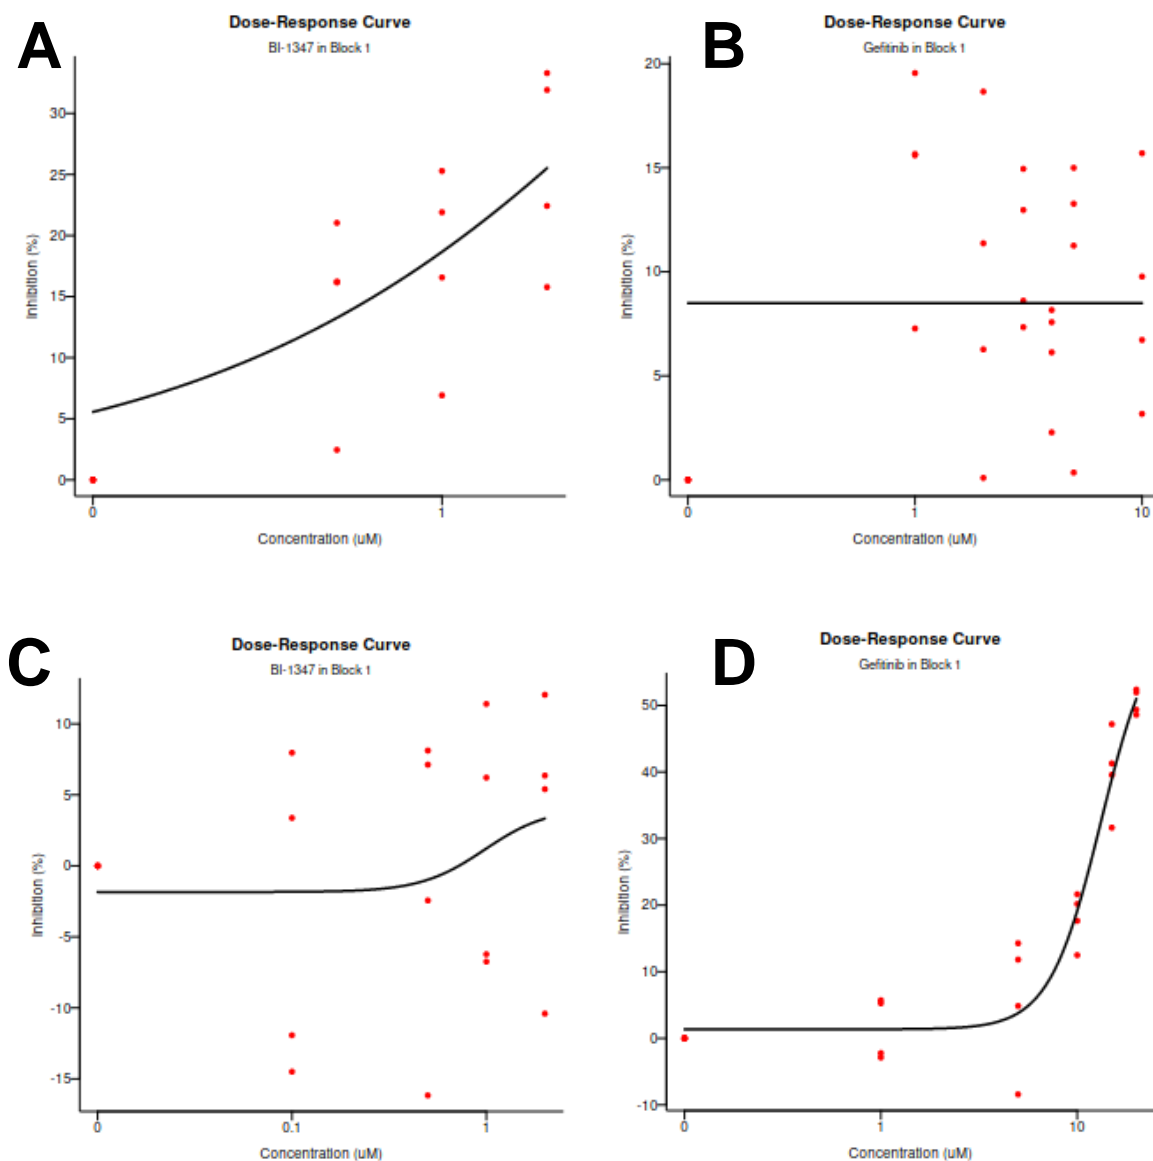 A
Dose-Response Curve
BI-1347 in Block 1
Inhibition (%)
30
25
20
15
10
5
0
0 1
Concentration (uM)
B
Dose-Response Curve
Gefitinib in Block 1
Inhibition (%)
20
15
10
5
0
0 1 10
Concentration (uM)
C
Dose-Response Curve
BI-1347 in Block 1
Inhibition (%)
10
5
0
-5
-10
-15
0 0.1 1
Concentration (uM)
D
Dose-Response Curve
Gefitinib in Block 1
Inhibition (%)
50
40
30
20
10
0
-10
0 1 10
Concentration (uM)